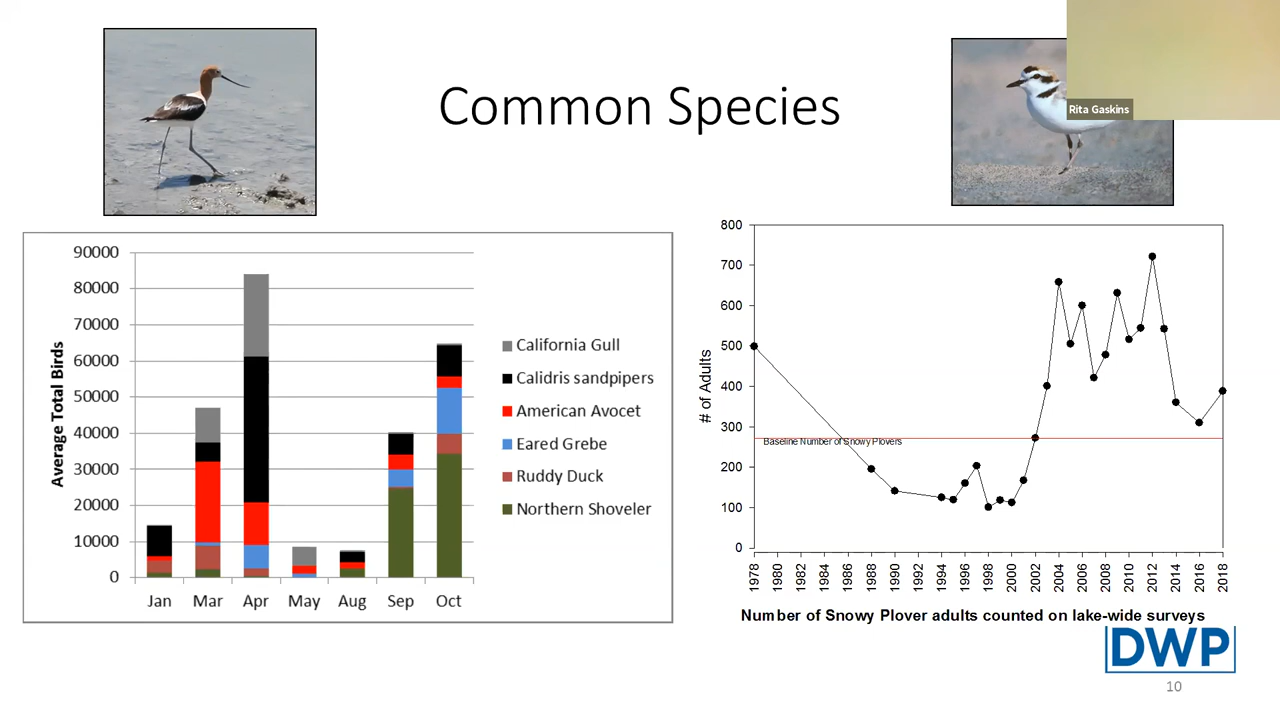 Rita Gaskins
Common Species
90000
80000
70000
60000
50000
40000
30000
20000
10000
0
Average Total Birds
Jan Mar Apr May Aug Sep Oct
California Gull
Calidris sandpipers
American Avocet
Eared Grebe
Ruddy Duck
Northern Shoveler
800
700
600
500
400
300
200
100
0
# of Adults
Baseline Number of Snowy Plovers
1978 1980 1982 1984 1986 1988 1990 1992 1994 1996 1998 2000 2002 2004 2006 2008 2010 2012 2014 2016 2018
Number of Snowy Plover adults counted on lake-wide surveys
DWP
10